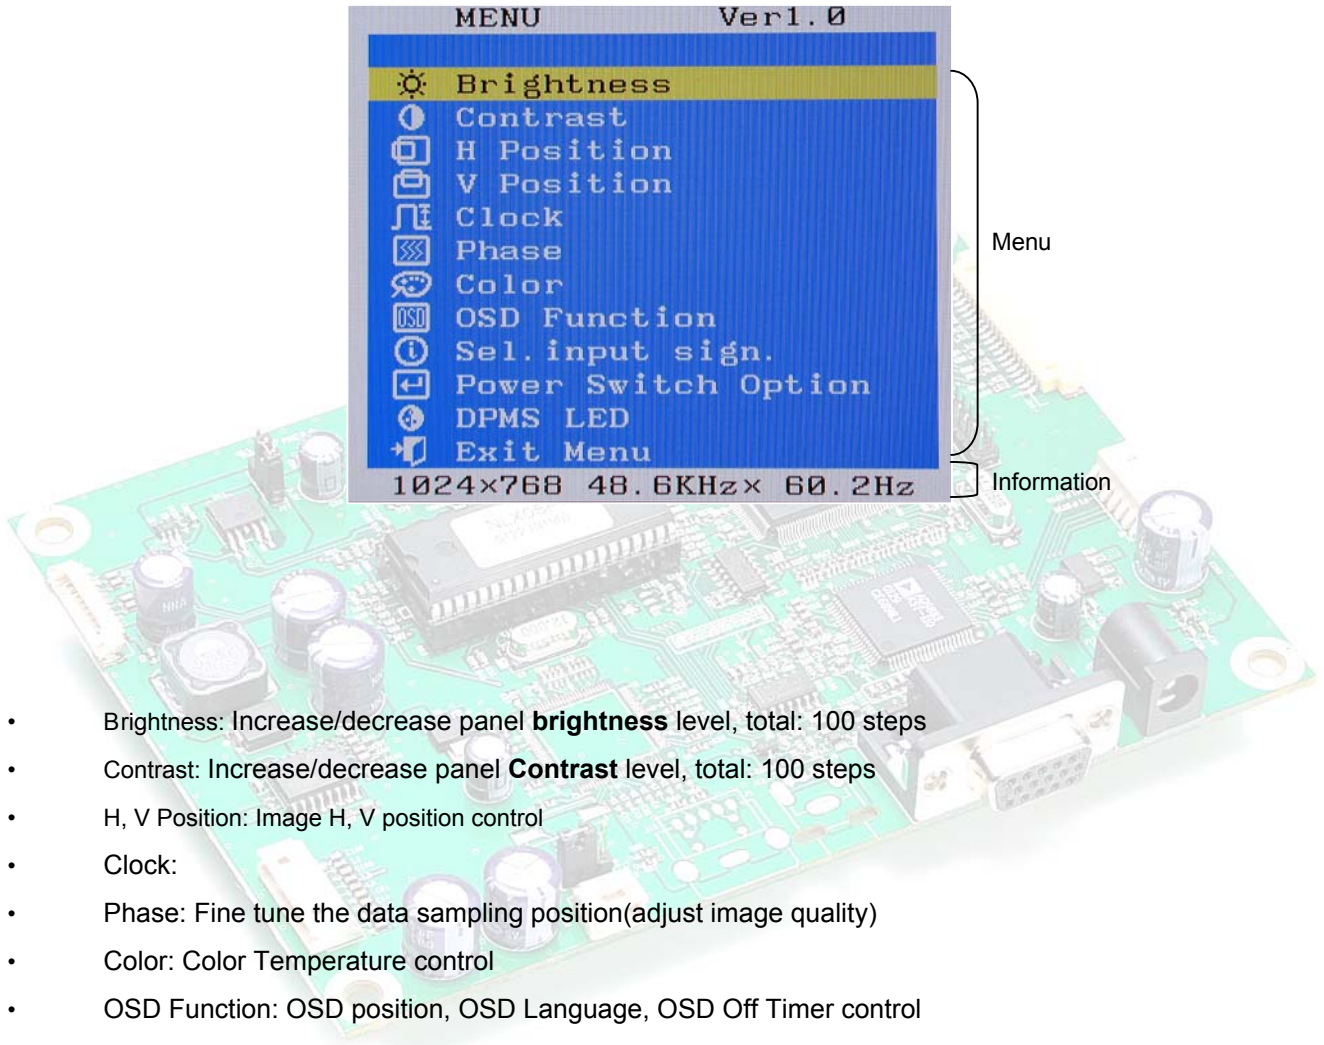 MENU Ver1.0
Brightness
Contrast
H Position
V Position
Clock
Phase
Color
OSD OSD Function
Sel.input sign.
Power Switch Option
DPMS LED
Exit Menu
1024×768 48.6KHz× 60.2Hz
Menu
Information
• Brightness: Increase/decrease panel brightness level, total: 100 steps
• Contrast: Increase/decrease panel Contrast level, total: 100 steps
• H, V Position: Image H, V position control
• Clock:
• Phase: Fine tune the data sampling position(adjust image quality)
• Color: Color Temperature control
• OSD Function: OSD position, OSD Language, OSD Off Timer control